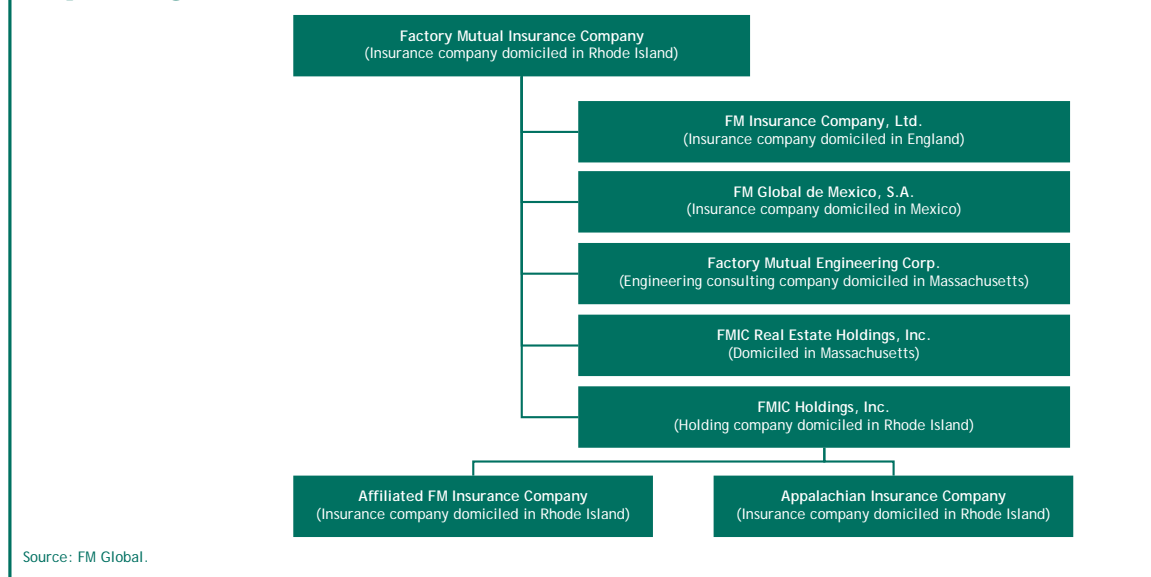 Factory Mutual Insurance Company
(Insurance company domiciled in Rhode Island)
FM Insurance Company, Ltd.
(Insurance company domiciled in England)
FM Global de Mexico, S.A.
(Insurance company domiciled in Mexico)
Factory Mutual Engineering Corp.
(Engineering consulting company domiciled in Massachusetts)
FMIC Real Estate Holdings, Inc.
(Domiciled in Massachusetts)
FMIC Holdings, Inc.
(Holding company domiciled in Rhode Island)
Affiliated FM Insurance Company
(Insurance company domiciled in Rhode Island)
Appalachian Insurance Company
(Insurance company domiciled in Rhode Island)
Source: FM Global.